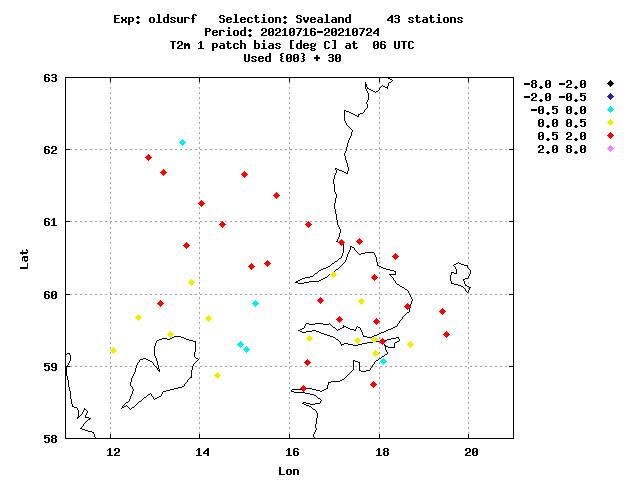 Exp: oldsurf   Selection: Svealand     43 stations
Period: 20210716-20210724
T2m 1 patch bias [deg C] at  06 UTC
Used {00} + 30
63
62
61
60
59
58
Lat
12
14
16
18
20
Lon
-8.0 -2.0
-2.0 -0.5
-0.5 0.0
0.0 0.5
0.5 2.0
2.0 8.0